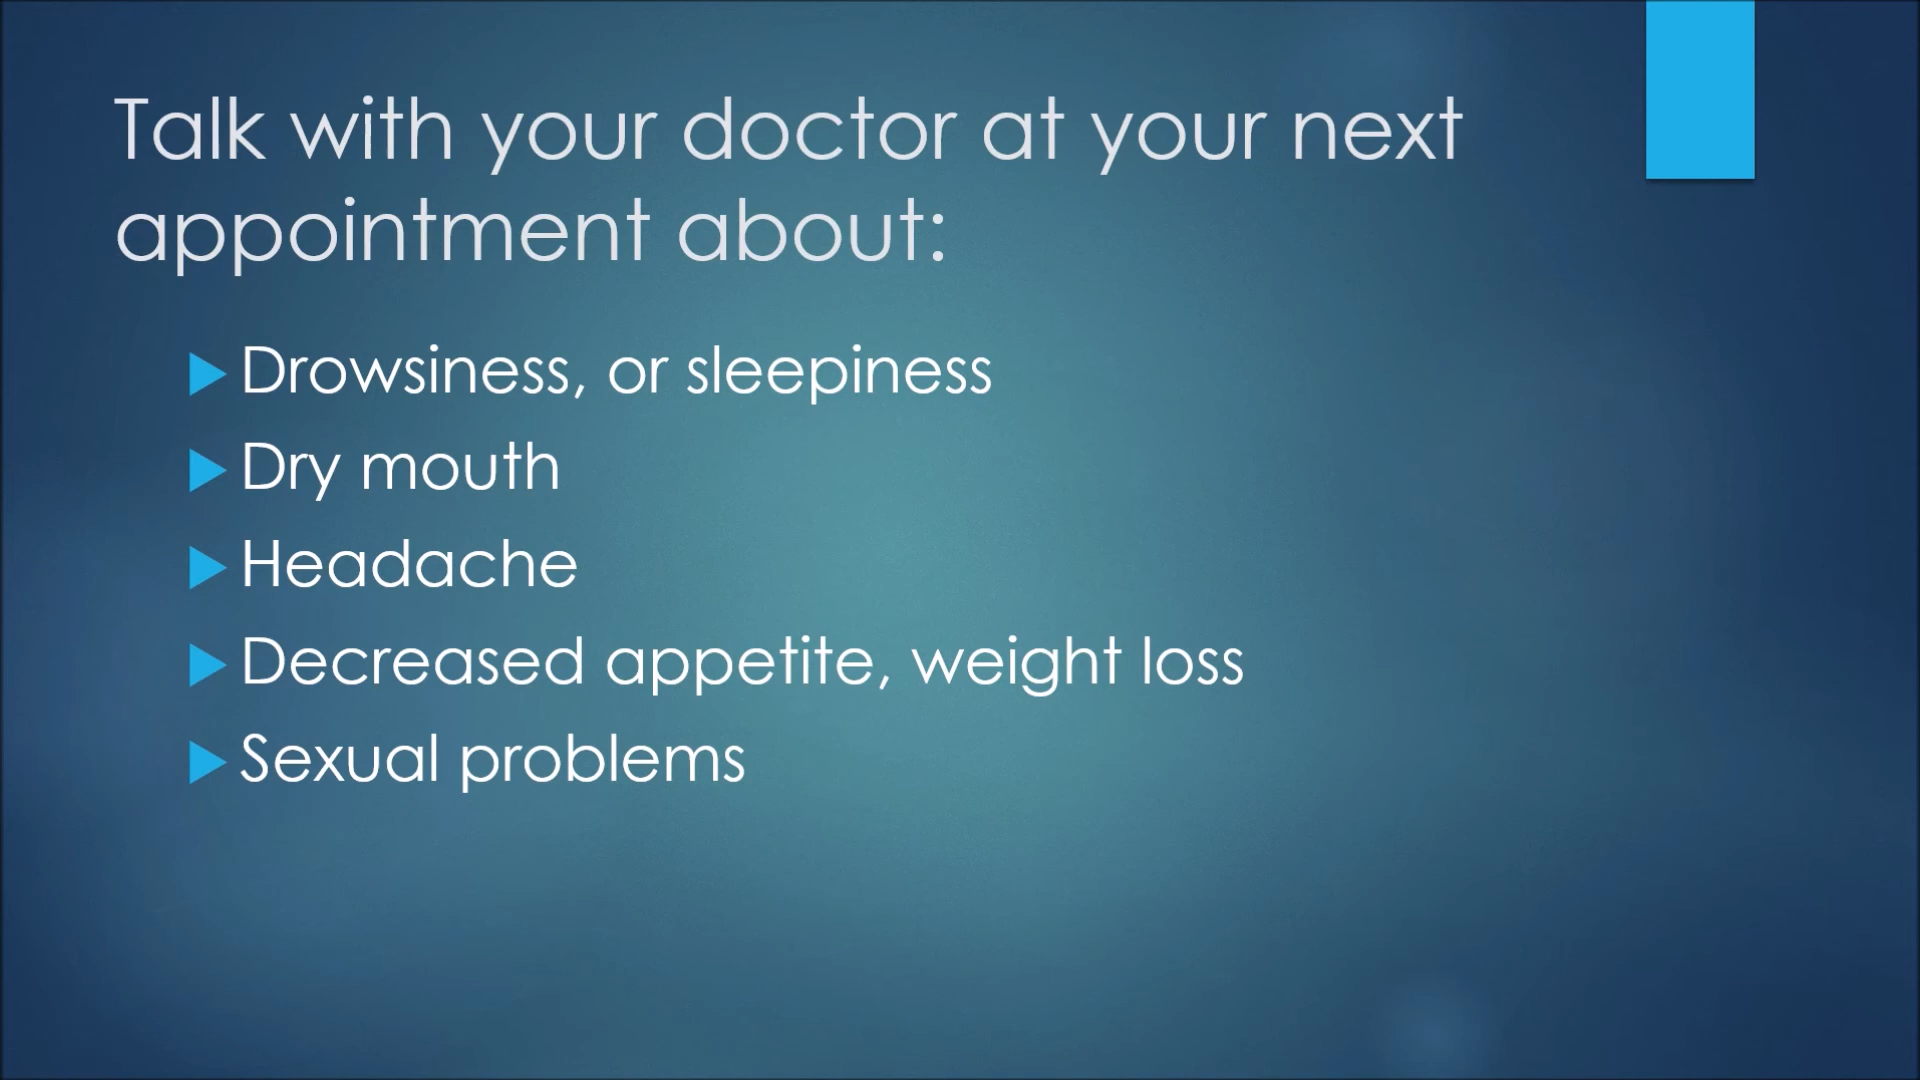 Talk with your doctor at your next
appointment about:
Drowsiness, or sleepiness
Dry mouth
Headache
Decreased appetite, weight loss
Sexual problems